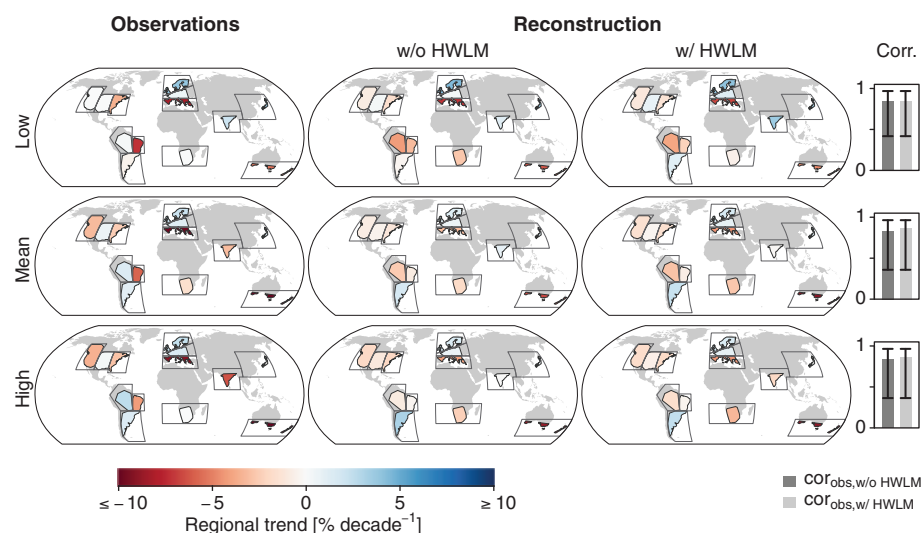 Observations
Reconstruction
w/o HWLM
w/ HWLM
Corr.
Low
1
0
Mean
1
0
High
1
0
≤ −10
−5
0
5
≥ 10
Regional trend [% decade⁻¹]
cor_obs,w/o HWLM
cor_obs,w/ HWLM